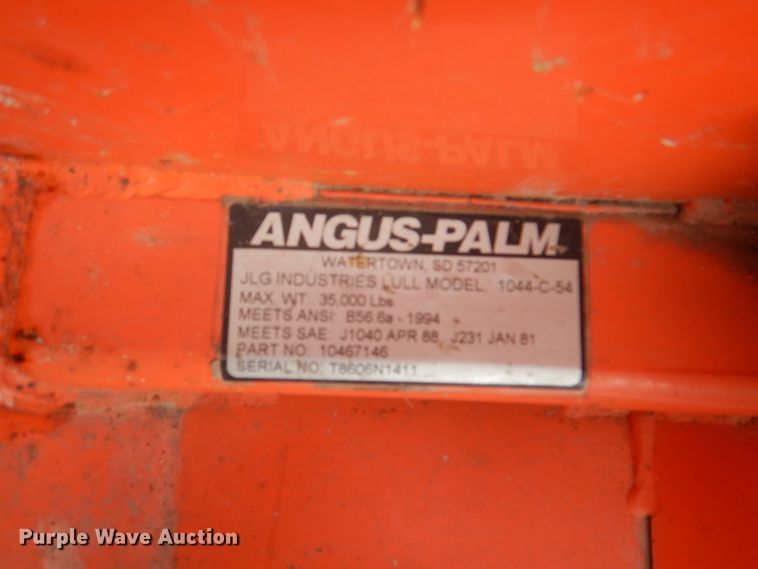 ANGUS-PALM
WATERTOWN, SD 57201
JLG INDUSTRIES LULL MODEL, 1044-C-54
MAX. WT: 35,000 Lbs
MEETS ANSI: B56.6a - 1994
MEETS SAE: J1040 APR 88, J231 JAN 81
PART NO: 10467146
SERIAL NO: T8606N1411
Purple Wave Auction